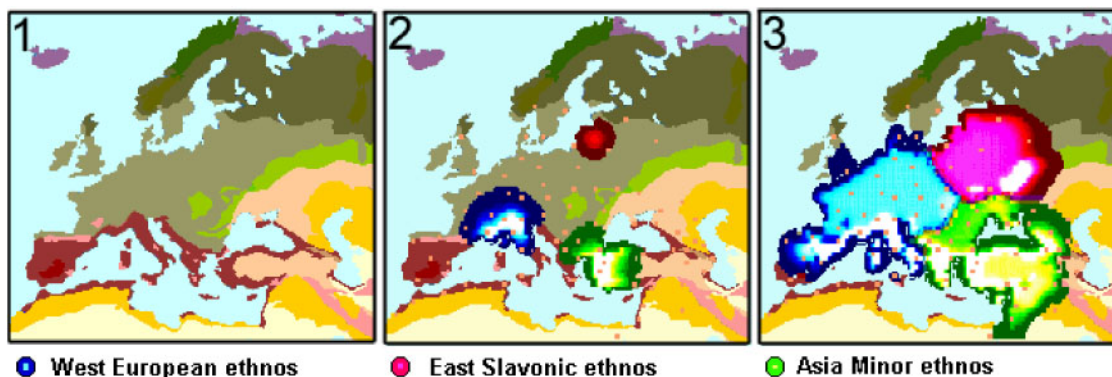 1
2
3
West European ethnos
East Slavonic ethnos
Asia Minor ethnos